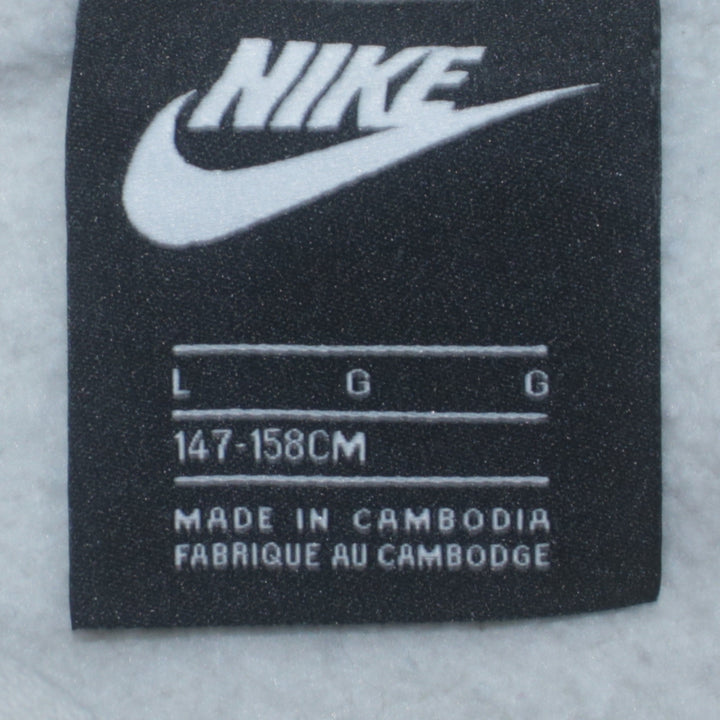 NIKE
L G G
147-158CM
MADE IN CAMBODIA
FABRIQUE AU CAMBODGE